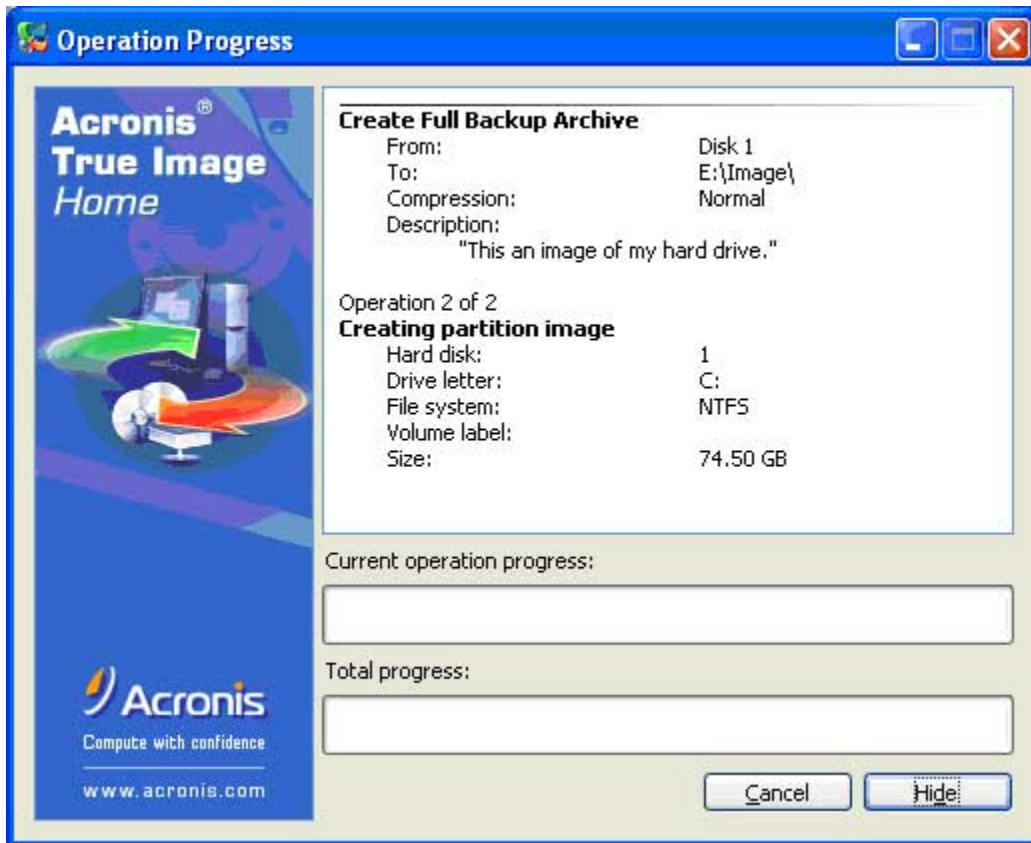 Operation Progress
Acronis®
True Image
Home
Create Full Backup Archive
From: Disk 1
To: E:\Image\
Compression: Normal
Description:
"This an image of my hard drive."
Operation 2 of 2
Creating partition image
Hard disk: 1
Drive letter: C:
File system: NTFS
Volume label:
Size: 74.50 GB
Current operation progress:
Total progress:
Acronis
Compute with confidence
www.acronis.com
Cancel
Hide